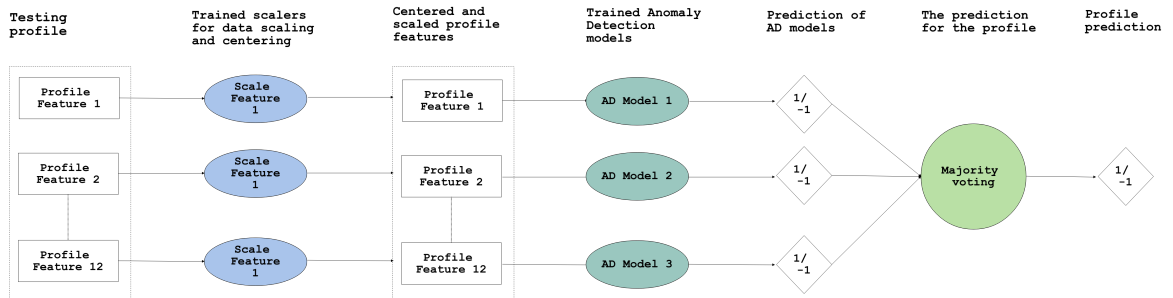 Testing
profile
Trained scalers
for data scaling
and centering
Centered and
scaled profile
features
Trained Anomaly
Detection
models
Prediction of
AD models
The prediction
for the profile
Profile
prediction
Profile
Feature 1
Scale
Feature
1
Profile
Feature 1
AD Model 1
1/
-1
Profile
Feature 2
Scale
Feature
1
Profile
Feature 2
AD Model 2
1/
-1
Majority
voting
1/
-1
Profile
Feature 12
Scale
Feature
1
Profile
Feature 12
AD Model 3
1/
-1